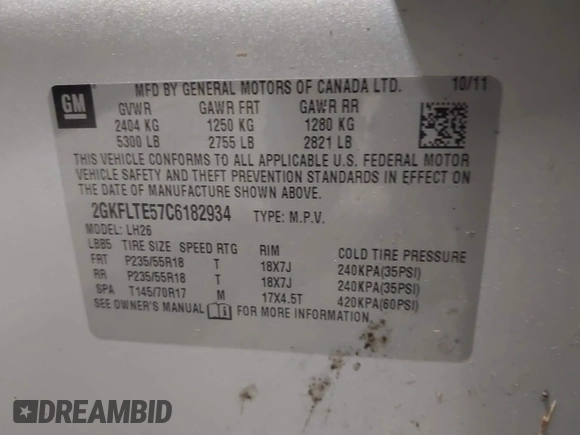 GM
MFD BY GENERAL MOTORS OF CANADA LTD. 10/11
GVWR GAWR FRT GAWR RR
2404 KG 1250 KG 1280 KG
5300 LB 2755 LB 2821 LB
THIS VEHICLE CONFORMS TO ALL APPLICABLE U.S. FEDERAL MOTOR
VEHICLE SAFETY AND THEFT PREVENTION STANDARDS IN EFFECT ON
THE DATE OF MANUFACTURE SHOWN ABOVE.
2GKFLTE57C6182934 TYPE: M.P.V.
MODEL: LH26
LBB5 TIRE SIZE SPEED RTG RIM COLD TIRE PRESSURE
FRT P235/55R18 T 18X7J 240KPA(35PSI)
RR P235/55R18 T 18X7J 240KPA(35PSI)
SPA T145/70R17 M 17X4.5T 420KPA(60PSI)
SEE OWNER'S MANUAL FOR MORE INFORMATION.
DREAMBID